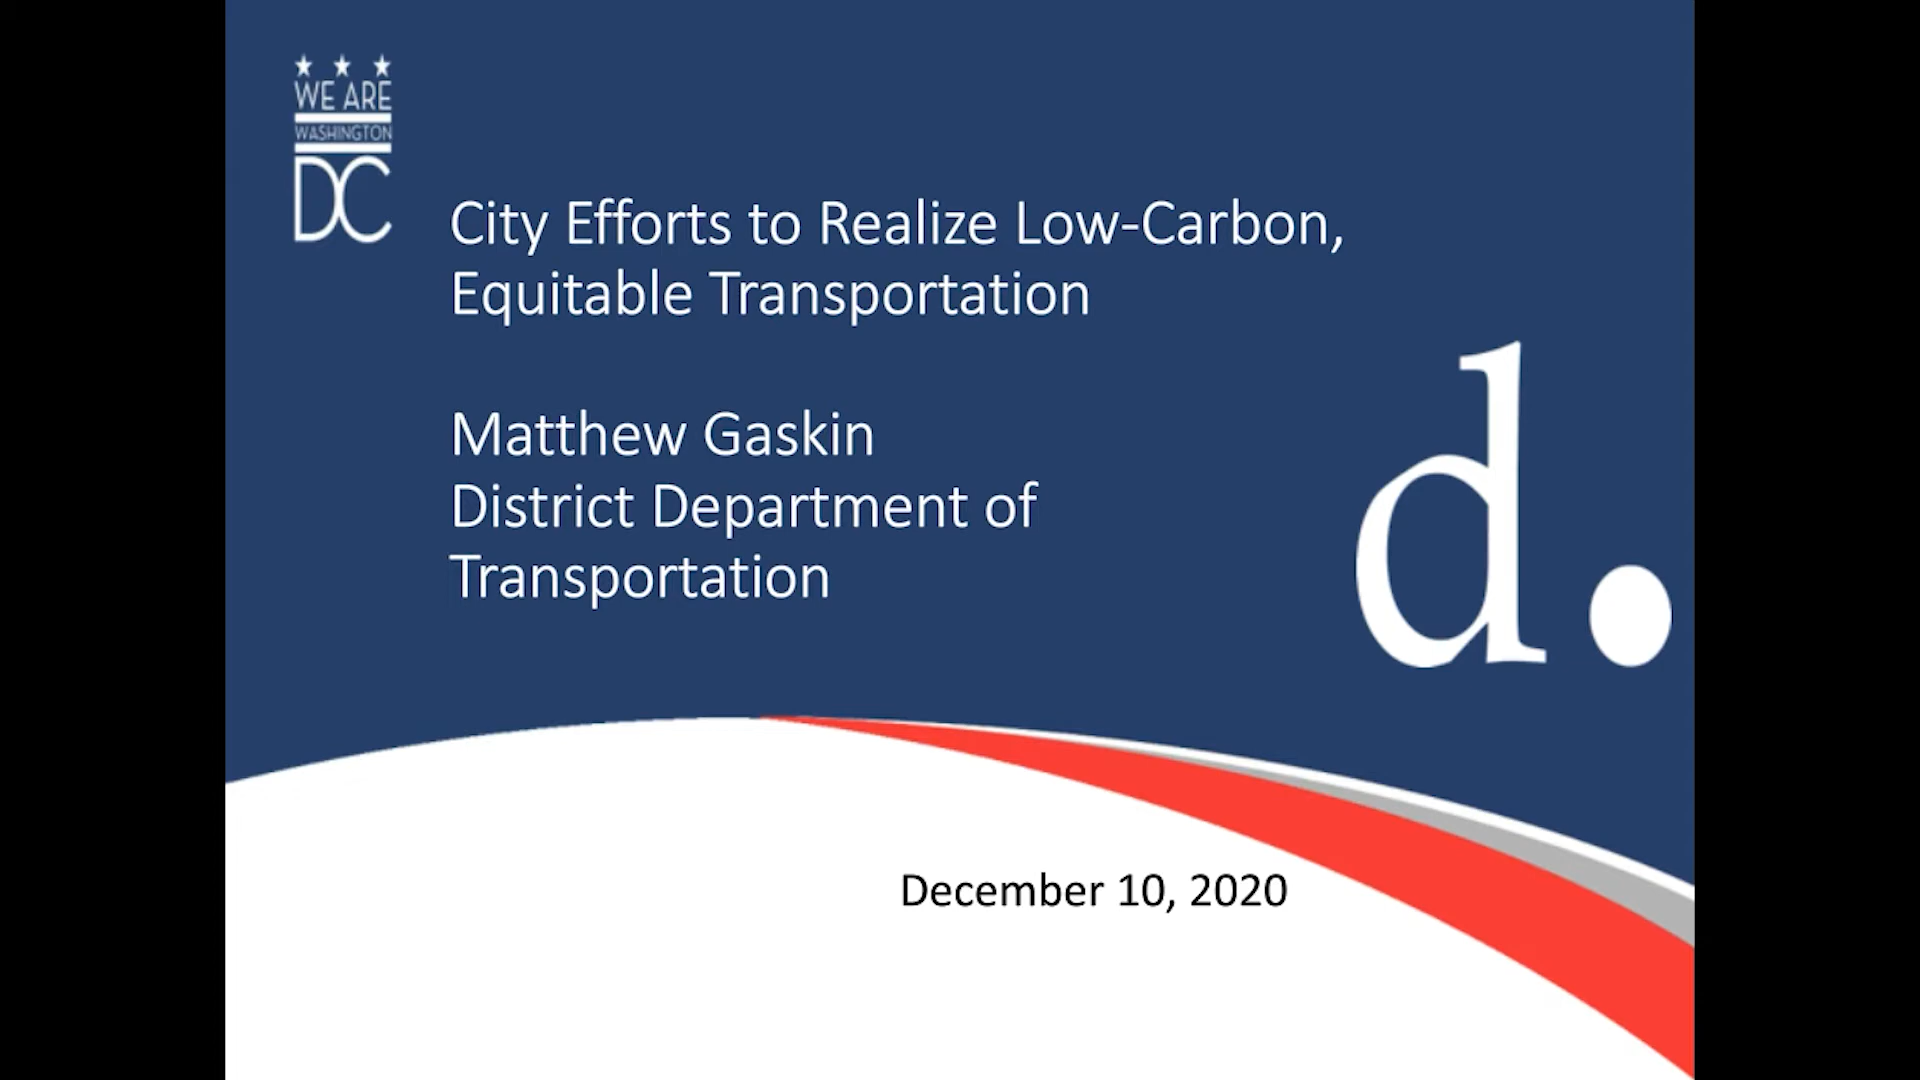 WE ARE
WASHINGTON
DC
City Efforts to Realize Low-Carbon,
Equitable Transportation
Matthew Gaskin
District Department of
Transportation
d.
December 10, 2020